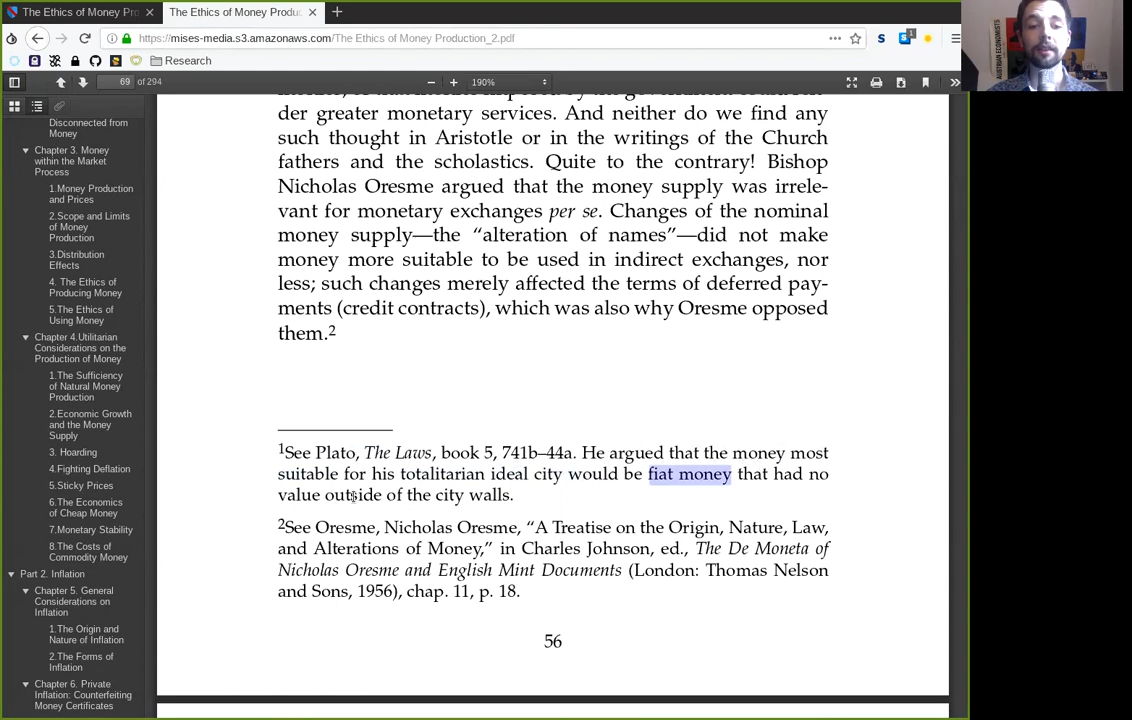 The Ethics of Money Pro
The Ethics of Money Produc
https://mises-media.s3.amazonaws.com/The Ethics of Money Production_2.pdf
Research
69 of 294
190%
Disconnected from
Money
Chapter 3. Money
within the Market
Process
1.Money Production
and Prices
2.Scope and Limits
of Money
Production
3.Distribution
Effects
4. The Ethics of
Producing Money
5.The Ethics of
Using Money
Chapter 4.Utilitarian
Considerations on the
Production of Money
1.The Sufficiency
of Natural Money
Production
2.Economic Growth
and the Money
Supply
3. Hoarding
4.Fighting Deflation
5.Sticky Prices
6.The Economics
of Cheap Money
7.Monetary Stability
8.The Costs of
Commodity Money
Part 2. Inflation
Chapter 5. General
Considerations on
Inflation
1.The Origin and
Nature of Inflation
2.The Forms of
Inflation
Chapter 6. Private
Inflation: Counterfeiting
Money Certificates
der greater monetary services. And neither do we find any
such thought in Aristotle or in the writings of the Church
fathers and the scholastics. Quite to the contrary! Bishop
Nicholas Oresme argued that the money supply was irrele-
vant for monetary exchanges per se. Changes of the nominal
money supply—the “alteration of names”—did not make
money more suitable to be used in indirect exchanges, nor
less; such changes merely affected the terms of deferred pay-
ments (credit contracts), which was also why Oresme opposed
them.2
1See Plato, The Laws, book 5, 741b–44a. He argued that the money most
suitable for his totalitarian ideal city would be fiat money that had no
value outside of the city walls.
2See Oresme, Nicholas Oresme, “A Treatise on the Origin, Nature, Law,
and Alterations of Money,” in Charles Johnson, ed., The De Moneta of
Nicholas Oresme and English Mint Documents (London: Thomas Nelson
and Sons, 1956), chap. 11, p. 18.
56
AUSTRIAN ECONOMISTS